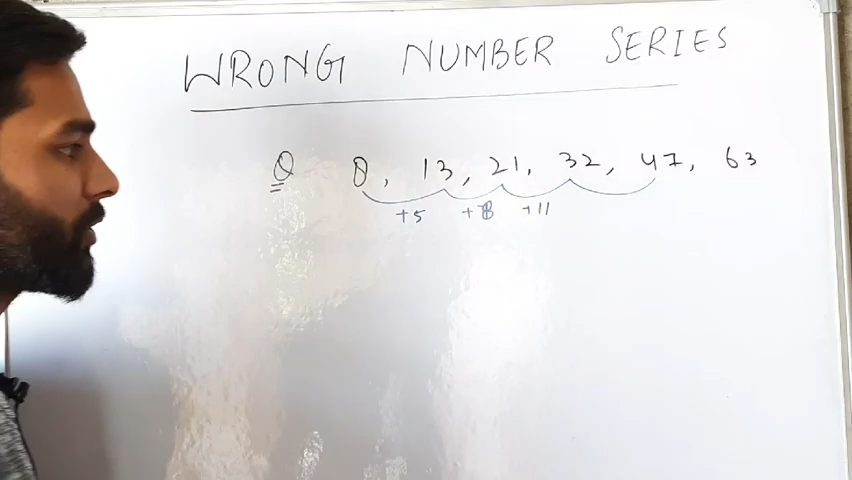 WRONG NUMBER SERIES
Q 8, 13, 21, 32, 47, 63
+5 +8 +11